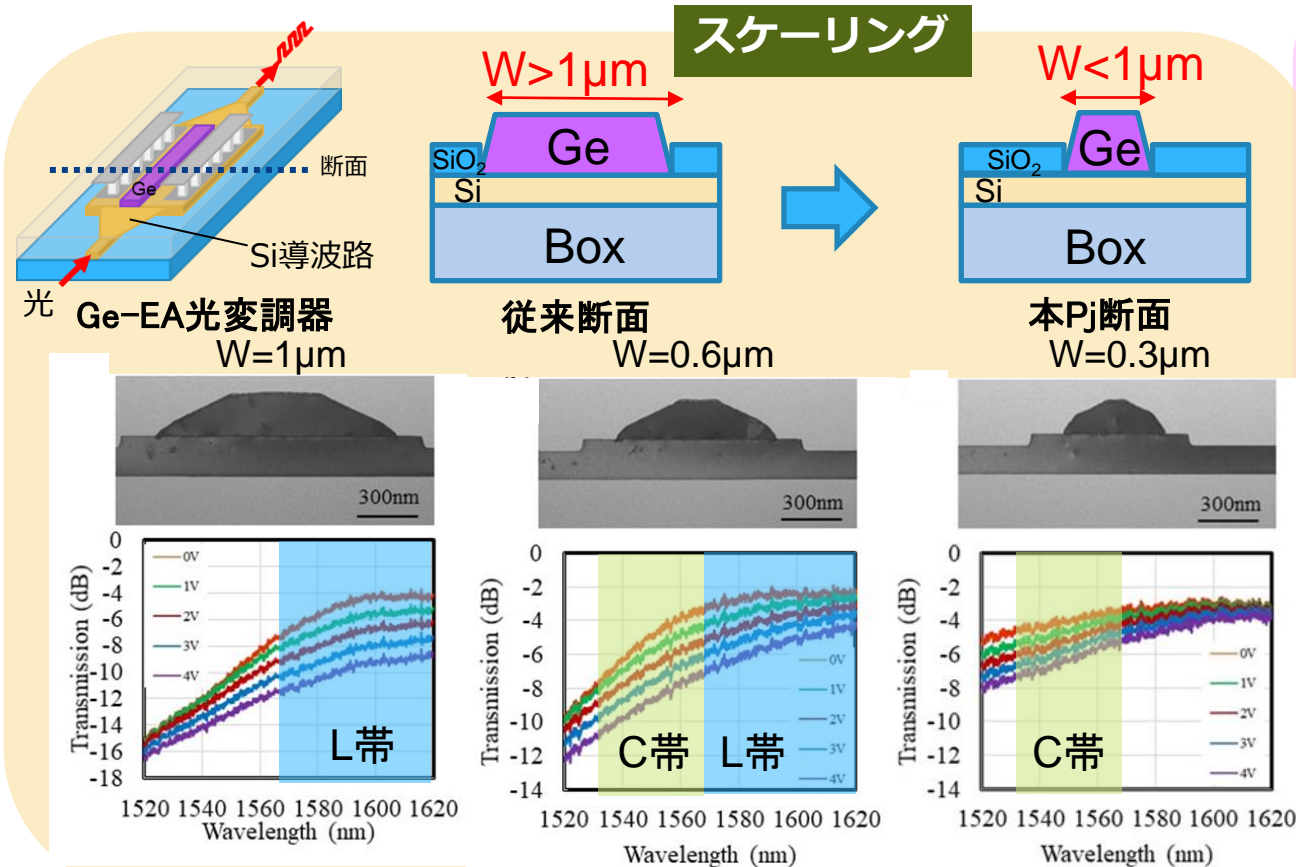 スケーリング
W>1µm
W<1µm
断面
Ge
Si導波路
光
SiO2
Ge
Si
Box
SiO2
Ge
Si
Box
Ge-EA光変調器
従来断面
本Pj断面
W=1µm
W=0.6µm
W=0.3µm
300nm
300nm
300nm
Transmission (dB)
0
-2
-4
-6
-8
-10
-12
-14
-16
-18
0V
1V
2V
3V
4V
L帯
1520 1540 1560 1580 1600 1620
Wavelength (nm)
Transmission (dB)
0
-2
-4
-6
-8
-10
-12
-14
0V
1V
2V
3V
4V
C帯
L帯
1520 1540 1560 1580 1600 1620
Wavelength (nm)
Transmission (dB)
0
-2
-4
-6
-8
-10
-12
-14
0V
1V
2V
3V
4V
C帯
1520 1540 1560 1580 1600 1620
Wavelength (nm)